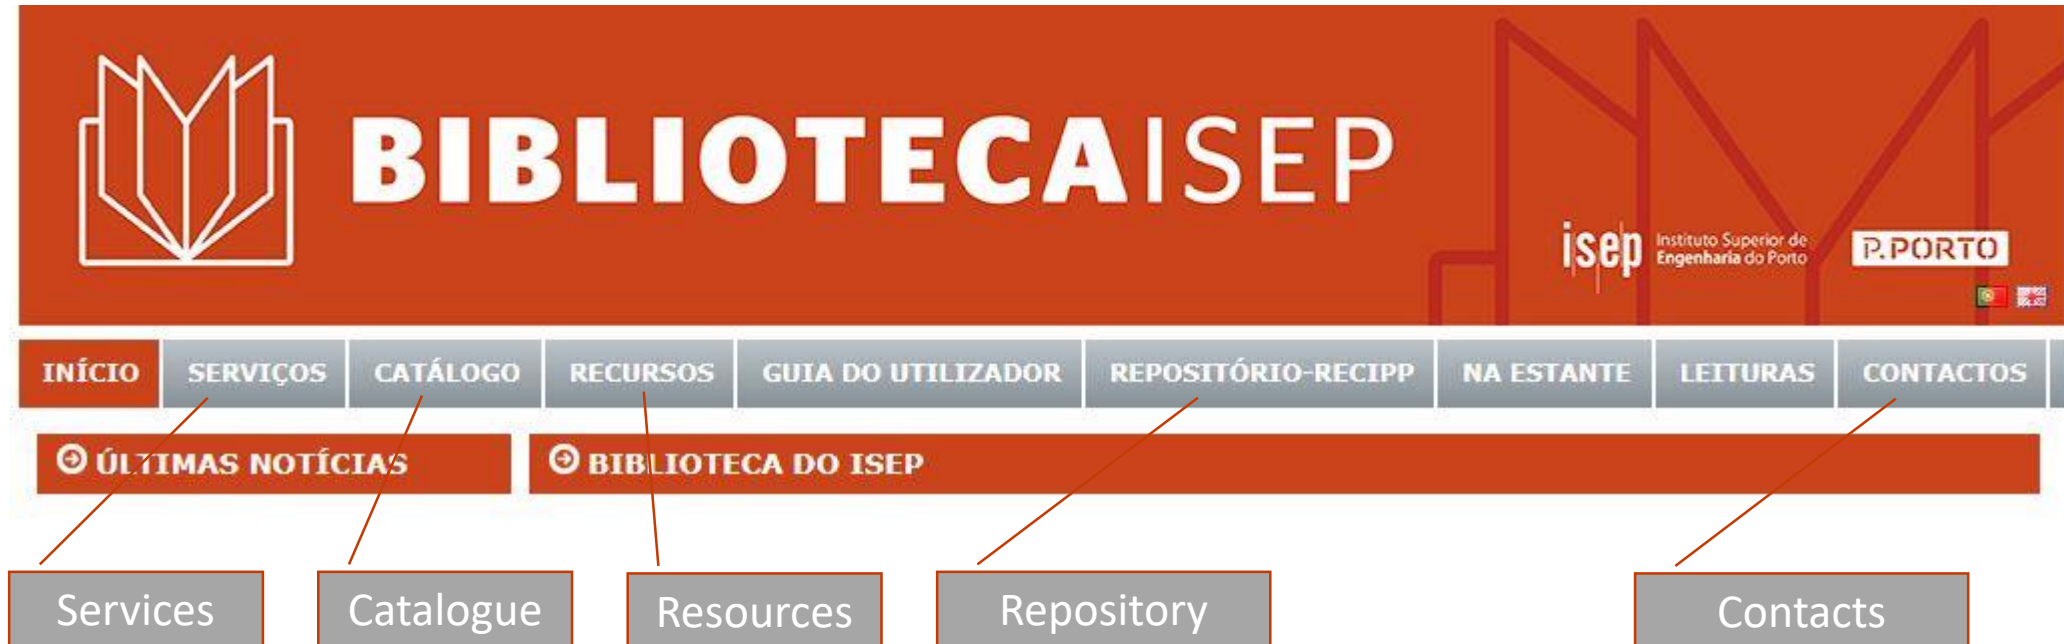 BIBLIOTECAISEP
isep Instituto Superior de
Engenharia do Porto
P.PORTO
INÍCIO SERVIÇOS CATÁLOGO RECURSOS GUIA DO UTILIZADOR REPOSITÓRIO-RECIPP NA ESTANTE LEITURAS CONTACTOS
ÚLTIMAS NOTÍCIAS BIBLIOTECA DO ISEP
Services Catalogue Resources Repository Contacts